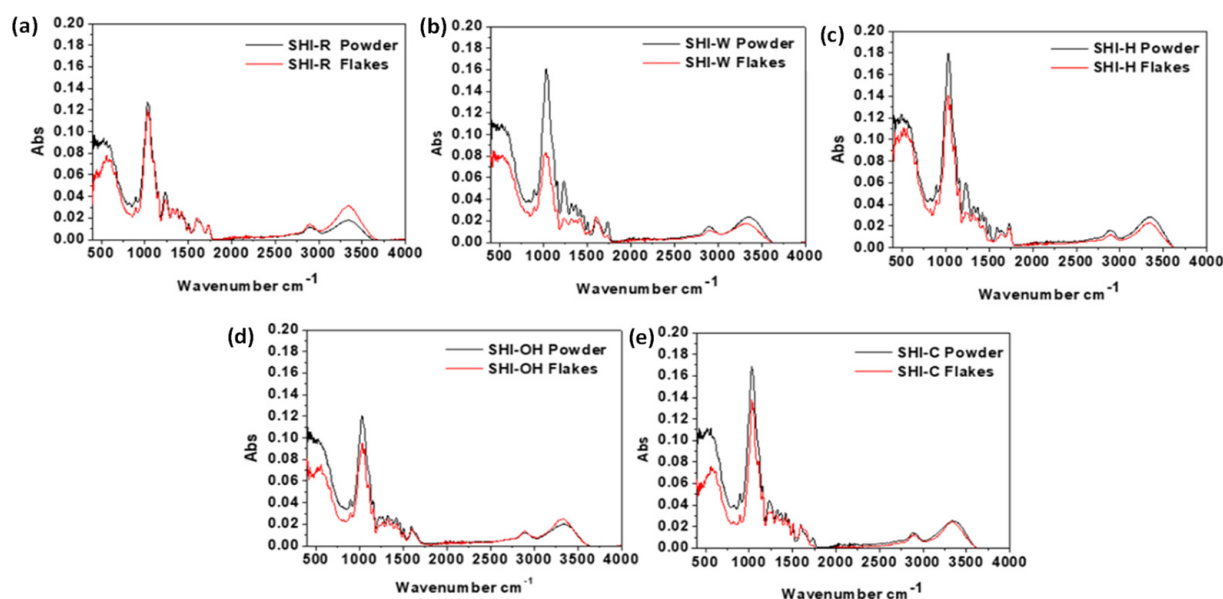 (a)
0.20
0.18
0.16
0.14
0.12
0.10
0.08
0.06
0.04
0.02
0.00
Abs
SHI-R Powder
SHI-R Flakes
500 1000 1500 2000 2500 3000 3500 4000
Wavenumber cm⁻¹
(b)
0.20
0.18
0.16
0.14
0.12
0.10
0.08
0.06
0.04
0.02
0.00
Abs
SHI-W Powder
SHI-W Flakes
500 1000 1500 2000 2500 3000 3500 4000
Wavenumber cm⁻¹
(c)
0.20
0.18
0.16
0.14
0.12
0.10
0.08
0.06
0.04
0.02
0.00
Abs
SHI-H Powder
SHI-H Flakes
500 1000 1500 2000 2500 3000 3500 4000
Wavenumber cm⁻¹
(d)
0.20
0.18
0.16
0.14
0.12
0.10
0.08
0.06
0.04
0.02
0.00
Abs
SHI-OH Powder
SHI-OH Flakes
500 1000 1500 2000 2500 3000 3500 4000
Wavenumber cm⁻¹
(e)
0.20
0.18
0.16
0.14
0.12
0.10
0.08
0.06
0.04
0.02
0.00
Abs
SHI-C Powder
SHI-C Flakes
500 1000 1500 2000 2500 3000 3500 4000
Wavenumber cm⁻¹